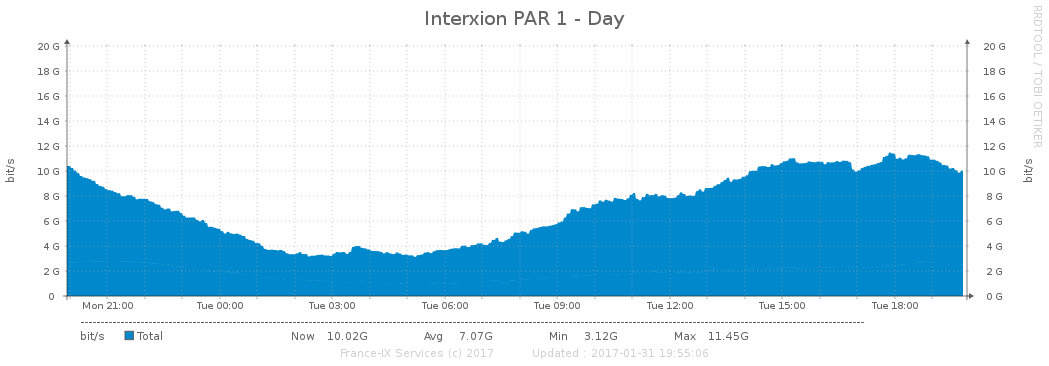 Interxion PAR 1 - Day
RRDTOOL / TOBI OETIKER
20 G 20 G
18 G 18 G
16 G 16 G
14 G 14 G
12 G 12 G
10 G 10 G
8 G 8 G
6 G 6 G
4 G 4 G
2 G 2 G
0 0 G
bit/s
bit/s
Mon 21:00 Tue 00:00 Tue 03:00 Tue 06:00 Tue 09:00 Tue 12:00 Tue 15:00 Tue 18:00
bit/s Total Now 10.02G Avg 7.07G Min 3.12G Max 11.45G
France-IX Services (c) 2017 Updated : 2017-01-31 19:55:06